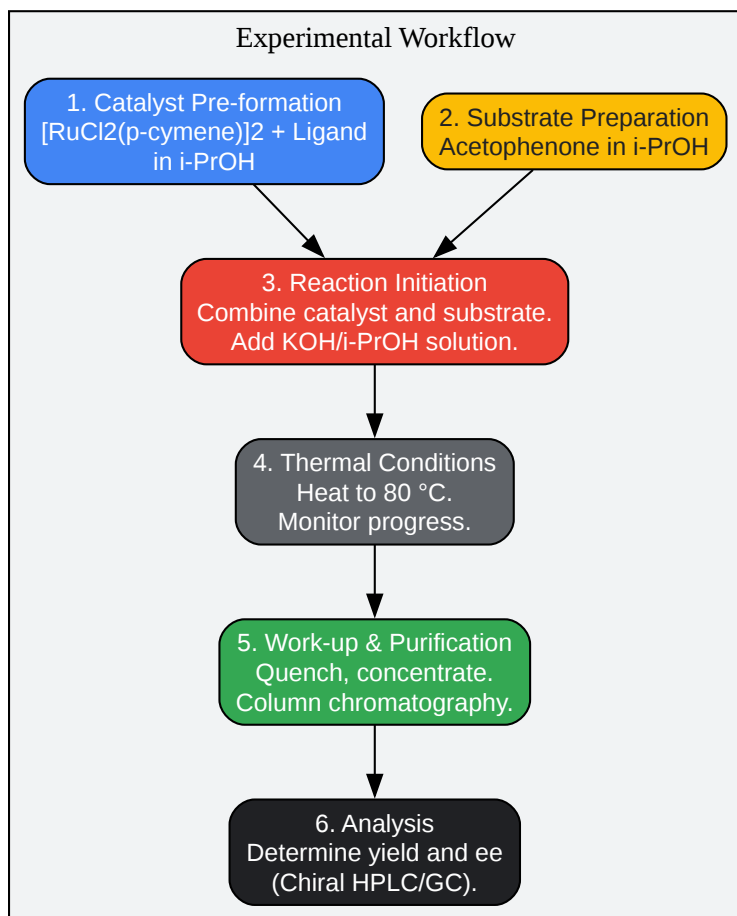 Experimental Workflow
1. Catalyst Pre-formation
[RuCl2(p-cymene)]2 + Ligand
in i-PrOH
2. Substrate Preparation
Acetophenone in i-PrOH
3. Reaction Initiation
Combine catalyst and substrate.
Add KOH/i-PrOH solution.
4. Thermal Conditions
Heat to 80 °C.
Monitor progress.
5. Work-up & Purification
Quench, concentrate.
Column chromatography.
6. Analysis
Determine yield and ee
(Chiral HPLC/GC).